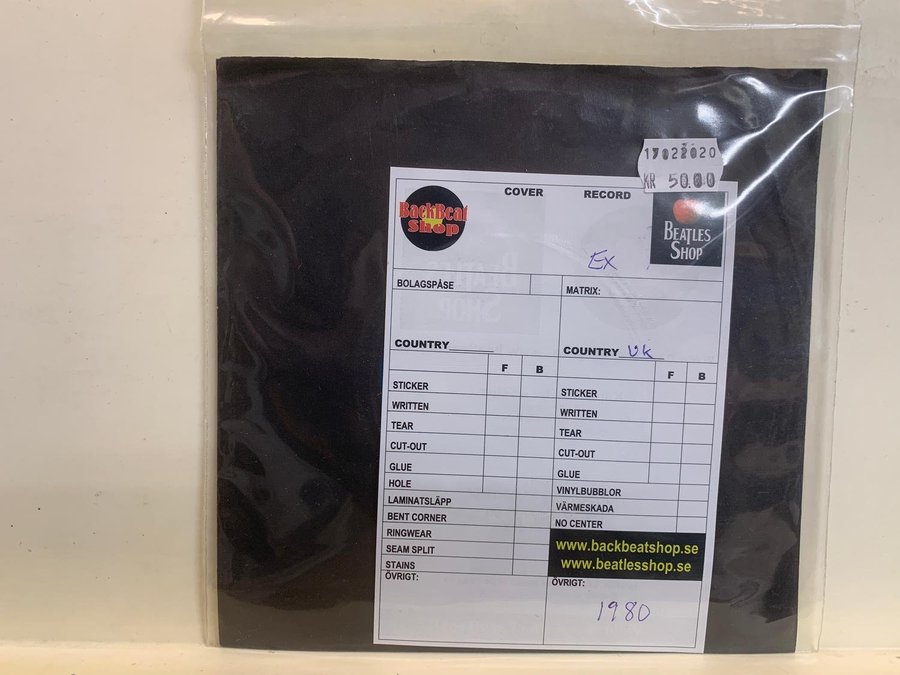 17022020
KR 50.00
COVER
RECORD
BackBeat
Shop
BEATLES
SHOP
Ex
BOLAGSPÅSE
MATRIX:
COUNTRY
COUNTRY UK
F B
F B
STICKER
WRITTEN
TEAR
CUT-OUT
GLUE
HOLE
LAMINATSLÄPP
BENT CORNER
RINGWEAR
SEAM SPLIT
STAINS
ÖVRIGT:
STICKER
WRITTEN
TEAR
CUT-OUT
GLUE
VINYLBUBBLOR
VÄRMESKADA
NO CENTER
www.backbeatshop.se
www.beatlesshop.se
ÖVRIGT:
1980